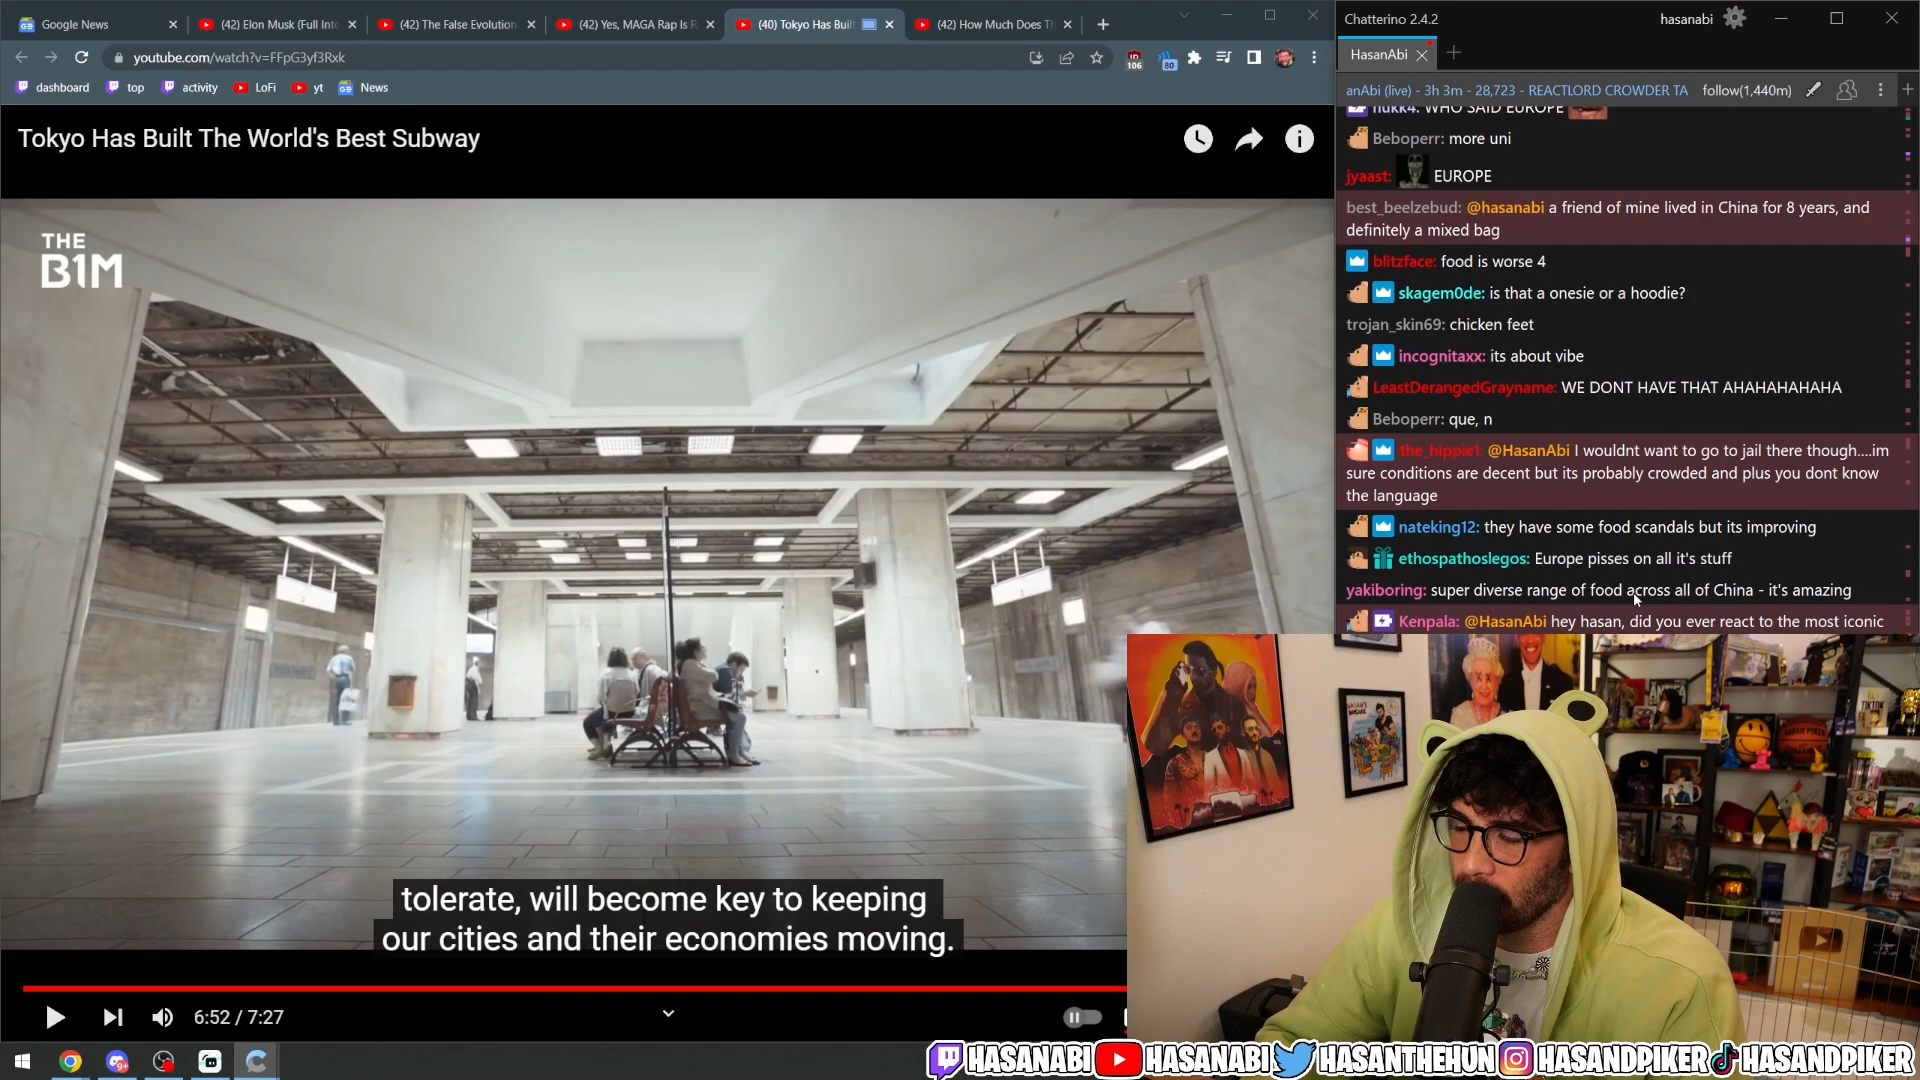 Google News
(42) Elon Musk (Full Inte
(42) The False Evolution
(42) Yes, MAGA Rap Is R
(40) Tokyo Has Buil
(42) How Much Does Th
youtube.com/watch?v=FFpG3yf3Rxk
106
80
dashboard
top
activity
LoFi
yt
News
Tokyo Has Built The World's Best Subway
THE
B1M
tolerate, will become key to keeping
our cities and their economies moving.
6:52 / 7:27
Chatterino 2.4.2
hasanabi
HasanAbi
anAbi (live) - 3h 3m - 28,723 - REACTLORD CROWDER TA
follow(1,440m)
nukk4: WHO SAID EUROPE
Beboperr: more uni
jyaast: EUROPE
best_beelzebud: @hasanabi a friend of mine lived in China for 8 years, and
definitely a mixed bag
blitzface: food is worse 4
skagem0de: is that a onesie or a hoodie?
trojan_skin69: chicken feet
incognitaxx: its about vibe
LeastDerangedGrayname: WE DONT HAVE THAT AHAHAHAHAHA
Beboperr: que, n
the_hippie1: @HasanAbi I wouldnt want to go to jail there though....im
sure conditions are decent but its probably crowded and plus you dont know
the language
nateking12: they have some food scandals but its improving
ethospathoslegos: Europe pisses on all it's stuff
yakiboring: super diverse range of food across all of China - it's amazing
Kenpala: @HasanAbi hey hasan, did you ever react to the most iconic
HASANABI
HASANABI
HASANTHEHUN
HASANDPIKER
HASANDPIKER